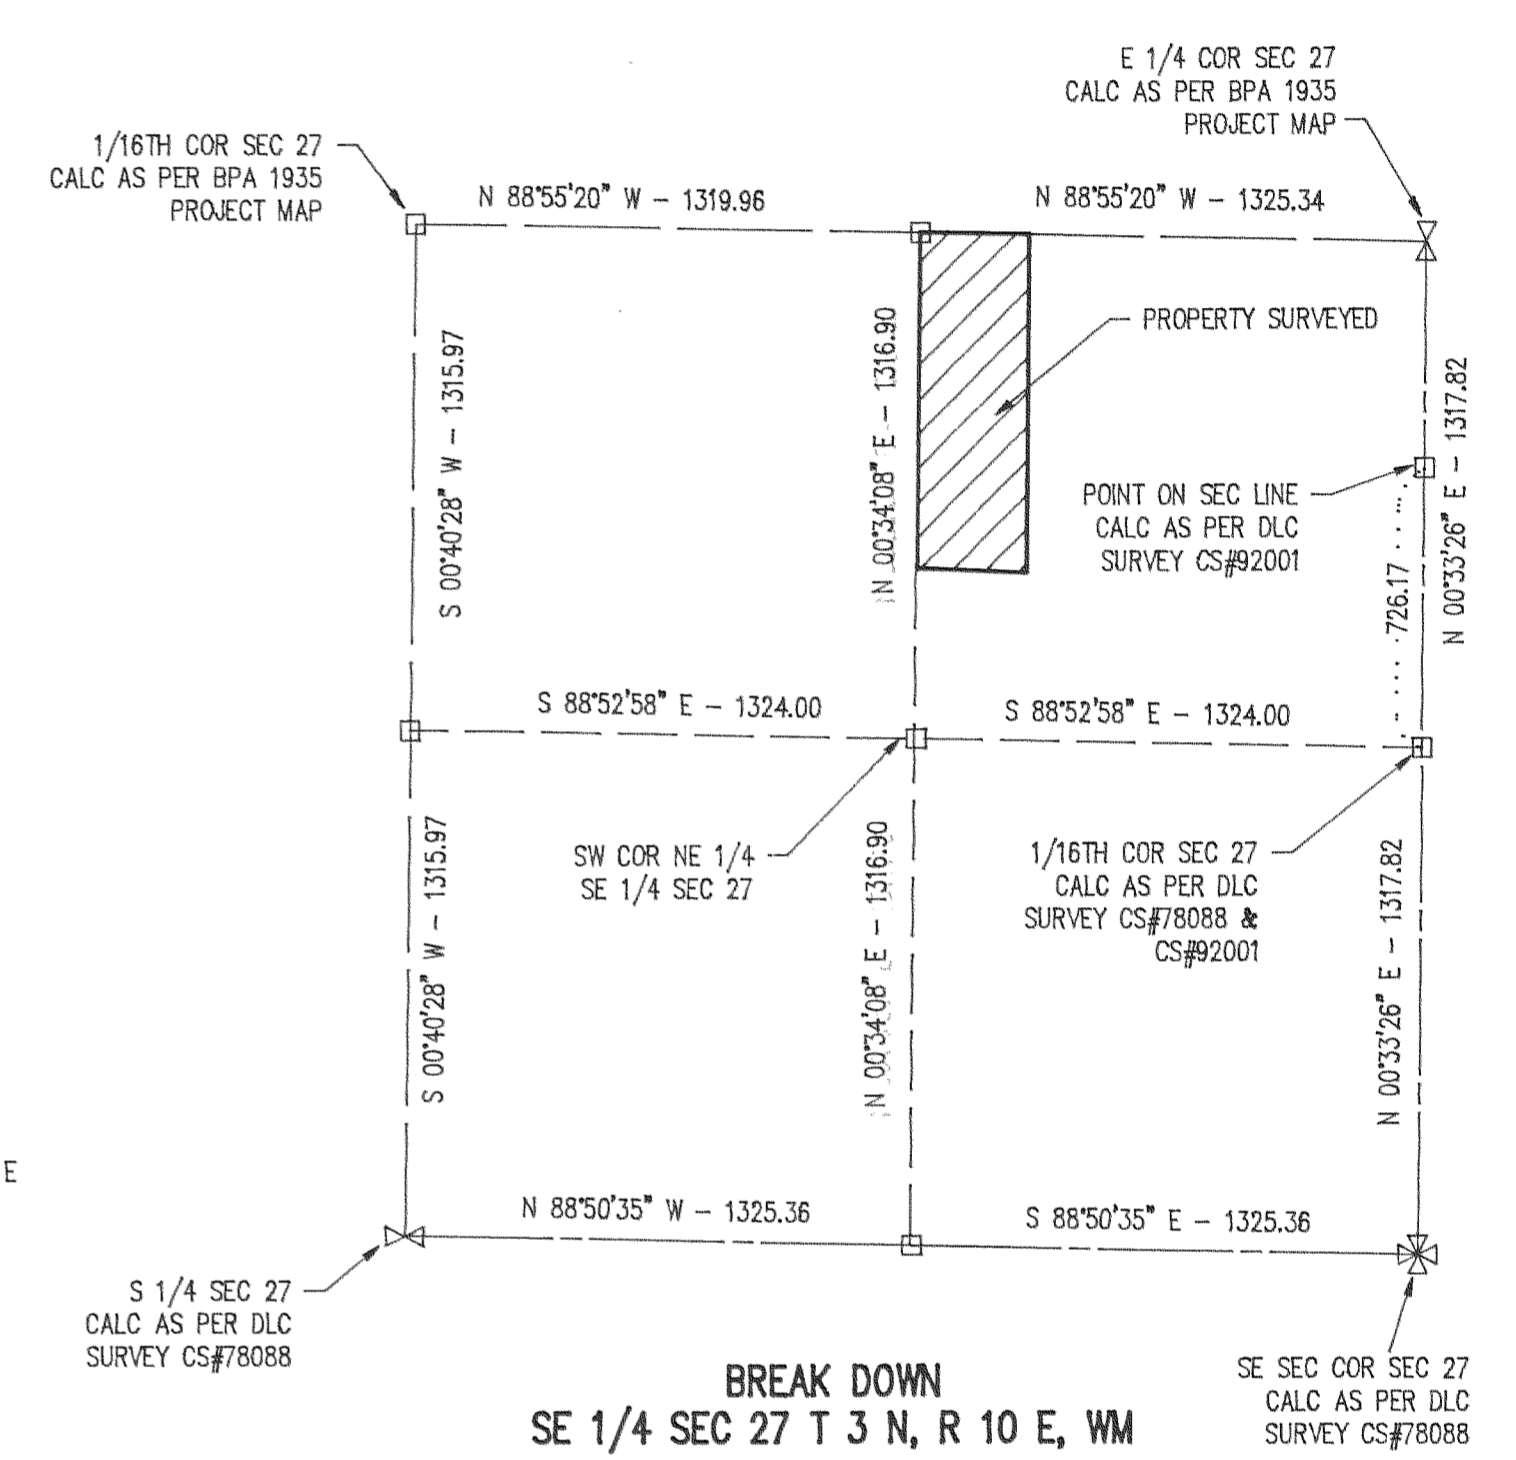 E 1/4 COR SEC 27
CALC AS PER BPA 1935
PROJECT MAP
1/16TH COR SEC 27
CALC AS PER BPA 1935
PROJECT MAP
N 88°55'20" W – 1319.96
N 88°55'20" W – 1325.34
PROPERTY SURVEYED
S 00°40'28" W – 1315.97
N 00°34'08" E – 1316.90
N 00°33'26" E – 1317.82
POINT ON SEC LINE
CALC AS PER DLC
SURVEY CS#92001
726.17
S 88°52'58" E – 1324.00
S 88°52'58" E – 1324.00
SW COR NE 1/4
SE 1/4 SEC 27
1/16TH COR SEC 27
CALC AS PER DLC
SURVEY CS#78088 &
CS#92001
S 00°40'28" W – 1315.97
N 00°34'08" E – 1316.90
N 00°33'26" E – 1317.82
E
N 88°50'35" W – 1325.36
S 88°50'35" E – 1325.36
S 1/4 SEC 27
CALC AS PER DLC
SURVEY CS#78088
SE SEC COR SEC 27
CALC AS PER DLC
SURVEY CS#78088
BREAK DOWN
SE 1/4 SEC 27 T 3 N, R 10 E, WM